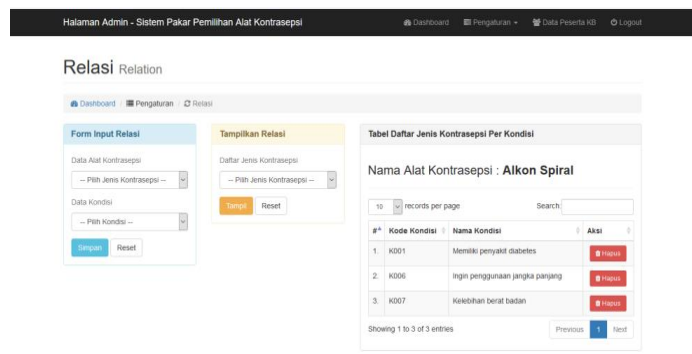 Halaman Admin - Sistem Pakar Pemilihan Alat Kontrasepsi
Dashboard
Pengaturan
Data Peserta KB
Logout
Relasi Relation
Dashboard / Pengaturan / Relasi
Form Input Relasi
Data Alat Kontrasepsi
-- Pilih Jenis Kontrasepsi --
Data Kondisi
-- Pilih Kondisi --
Simpan Reset
Tampilkan Relasi
Daftar Jenis Kontrasepsi
-- Pilih Jenis Kontrasepsi --
Tampil Reset
Tabel Daftar Jenis Kontrasepsi Per Kondisi
Nama Alat Kontrasepsi : Alkon Spiral
10 records per page Search:
# Kode Kondisi Nama Kondisi Aksi
1. K001 Memiliki penyakit diabetes Hapus
2. K006 Ingin penggunaan jangka panjang Hapus
3. K007 Kelebihan berat badan Hapus
Showing 1 to 3 of 3 entries Previous 1 Next